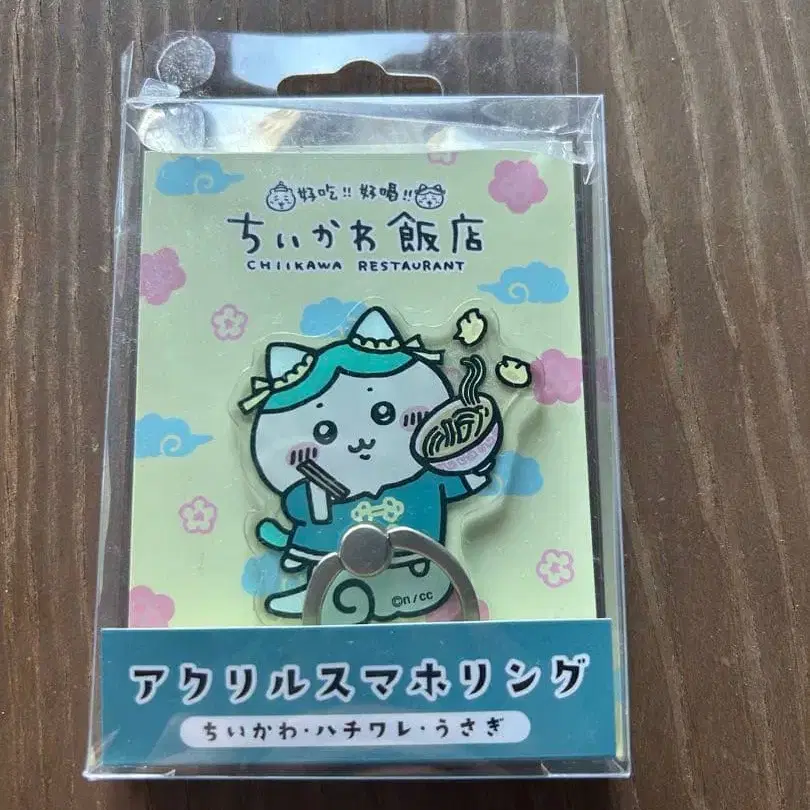 好吃!! 好喝!!
ちいかわ飯店
CHIIKAWA RESTAURANT
©n/cc
アクリルスマホリング
ちいかわ・ハチワレ・うさぎ